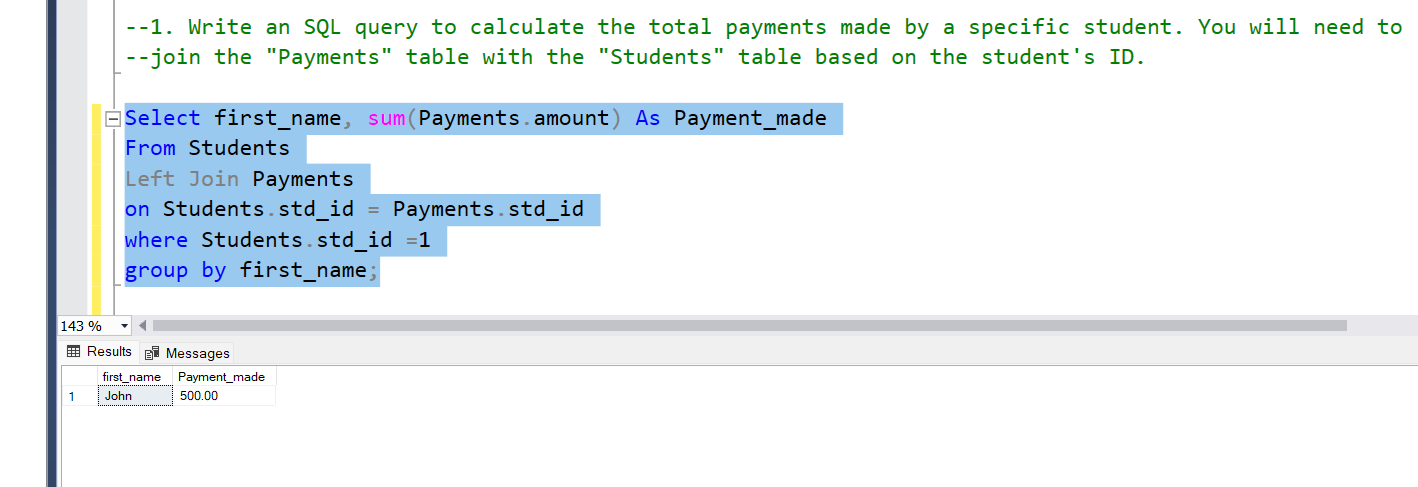 --1. Write an SQL query to calculate the total payments made by a specific student. You will need to
--join the "Payments" table with the "Students" table based on the student's ID.
Select first_name, sum(Payments.amount) As Payment_made
From Students
Left Join Payments
on Students.std_id = Payments.std_id
where Students.std_id =1
group by first_name;
143 %
Results Messages
first_name Payment_made
1 John 500.00